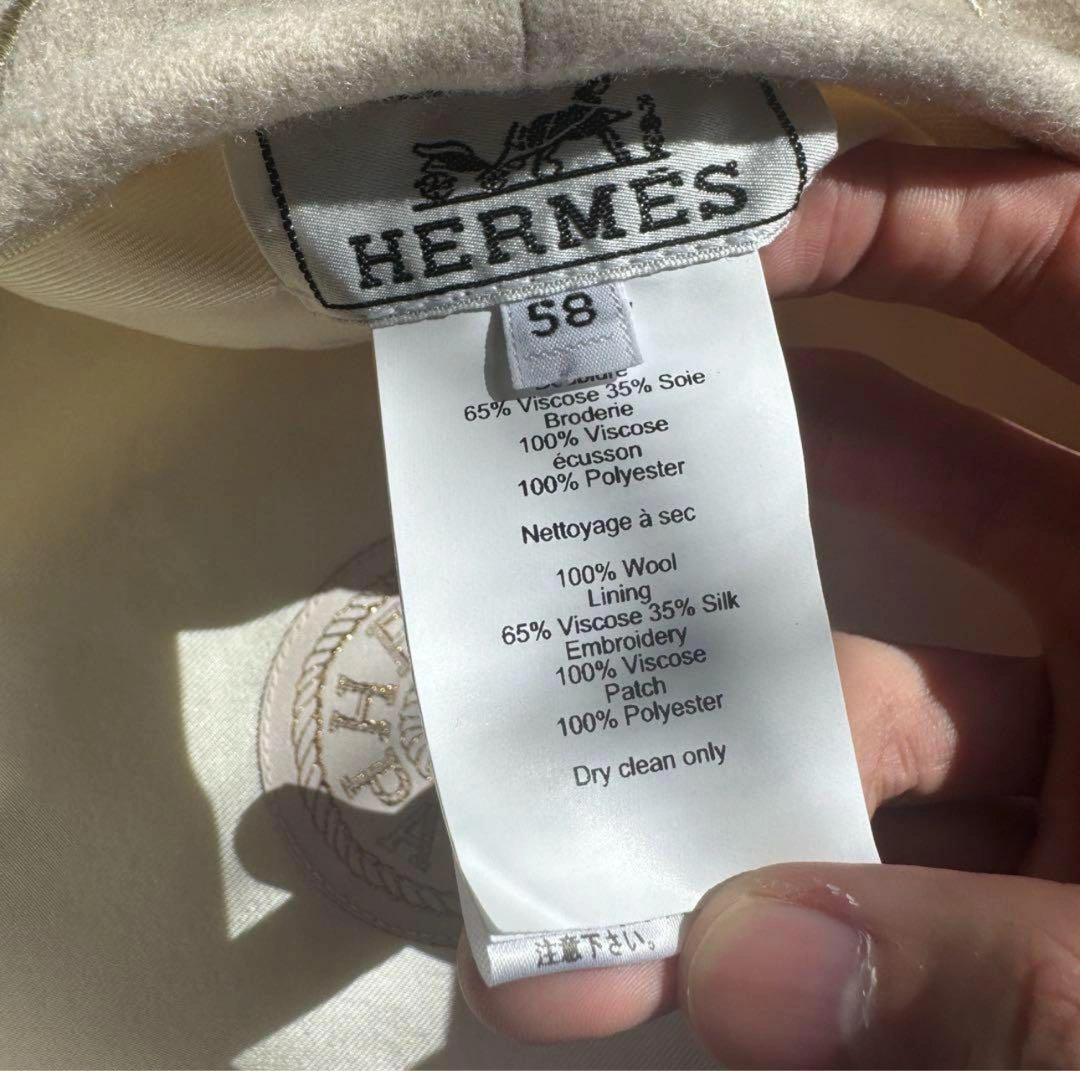 HERMÈS
58
65% Viscose 35% Soie
Broderie
100% Viscose
écusson
100% Polyester
Nettoyage à sec
100% Wool
Lining
65% Viscose 35% Silk
Embroidery
100% Viscose
Patch
100% Polyester
Dry clean only
注意下さい。